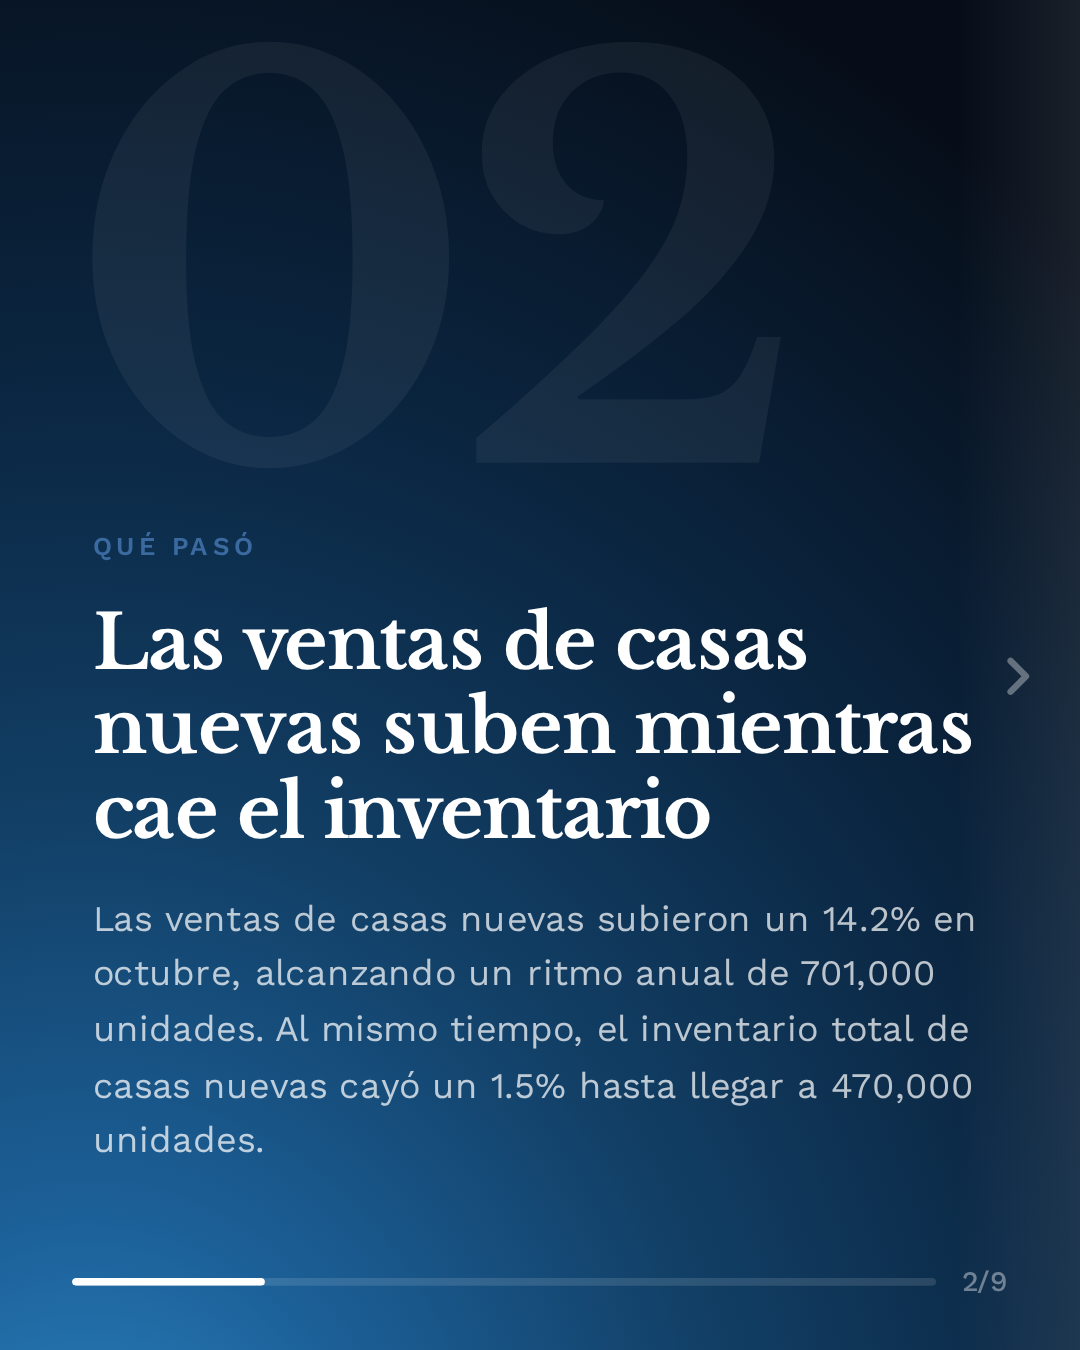 02
QUÉ PASÓ
Las ventas de casas
nuevas suben mientras
cae el inventario
Las ventas de casas nuevas subieron un 14.2% en
octubre, alcanzando un ritmo anual de 701,000
unidades. Al mismo tiempo, el inventario total de
casas nuevas cayó un 1.5% hasta llegar a 470,000
unidades.
2/9